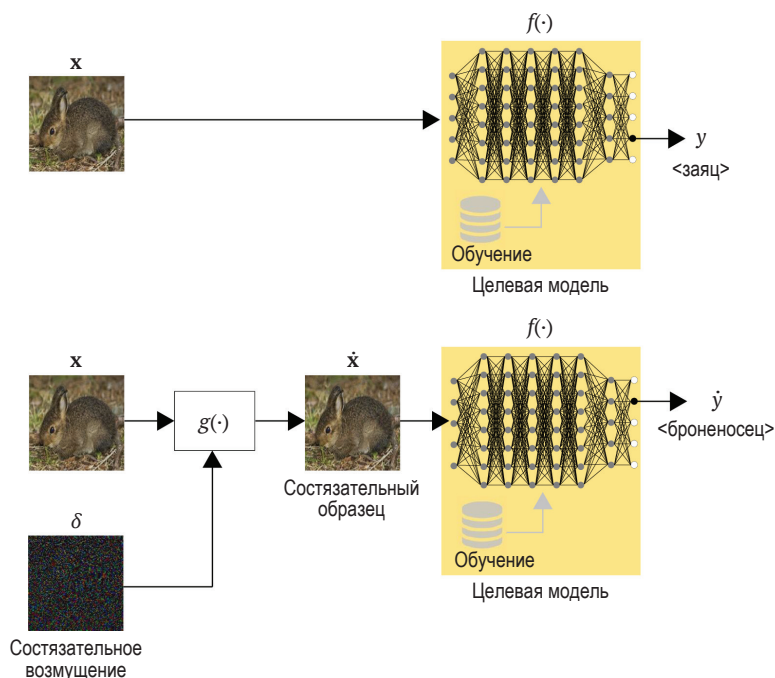 f(·)
x
y
<заяц>
Обучение
Целевая модель
f(·)
x
ẋ
g(·)
ẏ
<броненосец>
Состязательный
образец
δ
Обучение
Целевая модель
Состязательное
возмущение